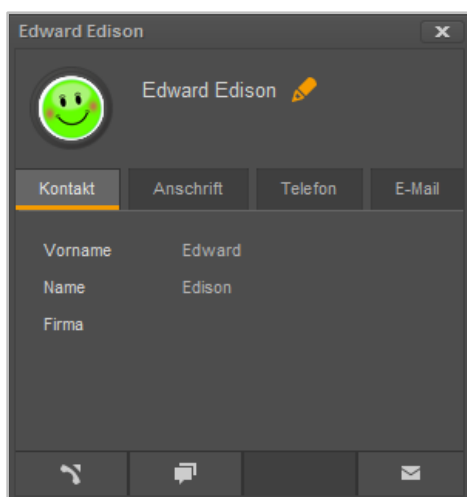 Edward Edison
Edward Edison
Kontakt Anschrift Telefon E-Mail
Vorname Edward
Name Edison
Firma